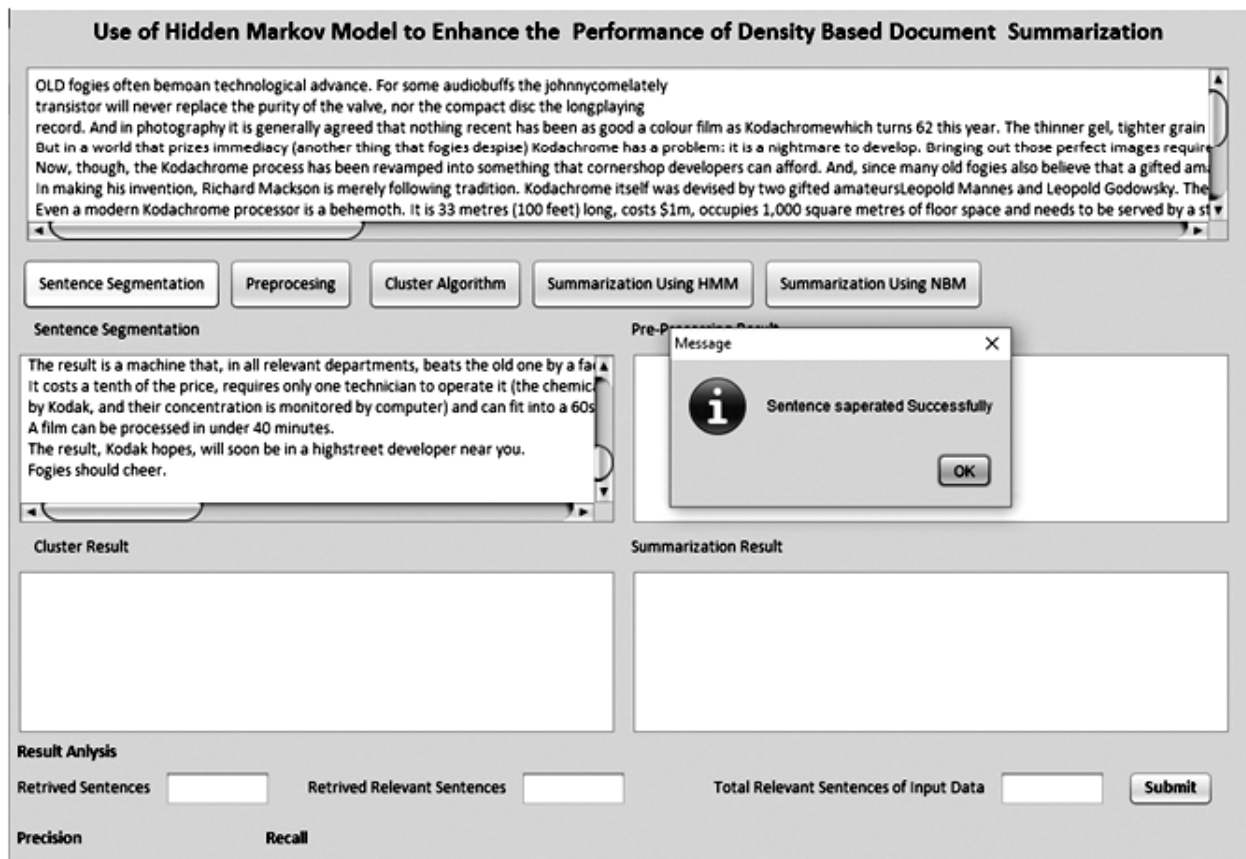 Use of Hidden Markov Model to Enhance the Performance of Density Based Document Summarization
OLD fogies often bemoan technological advance. For some audiobuffs the johnnycomelately
transistor will never replace the purity of the valve, nor the compact disc the longplaying
record. And in photography it is generally agreed that nothing recent has been as good a colour film as Kodachromewhich turns 62 this year. The thinner gel, tighter grain
But in a world that prizes immediacy (another thing that fogies despise) Kodachrome has a problem: it is a nightmare to develop. Bringing out those perfect images require
Now, though, the Kodachrome process has been revamped into something that cornershop developers can afford. And, since many old fogies also believe that a gifted
In making his invention, Richard Mackson is merely following tradition. Kodachrome itself was devised by two gifted amateursLeopold Mannes and Leopold Godowsky. The
Even a modern Kodachrome processor is a behemoth. It is 33 metres (100 feet) long, costs $1m, occupies 1,000 square metres of floor space and needs to be served by a
Sentence Segmentation
Preprocesing
Cluster Algorithm
Summarization Using HMM
Summarization Using NBM
Sentence Segmentation
The result is a machine that, in all relevant departments, beats the old one by a
It costs a tenth of the price, requires only one technician to operate it (the
by Kodak, and their concentration is monitored by computer) and can fit into a 60s
A film can be processed in under 40 minutes.
The result, Kodak hopes, will soon be in a highstreet developer near you.
Fogies should cheer.
Message
Sentence saperated Successfully
OK
Cluster Result
Summarization Result
Result Anlysis
Retrived Sentences
Retrived Relevant Sentences
Total Relevant Sentences of Input Data
Submit
Precision
Recall